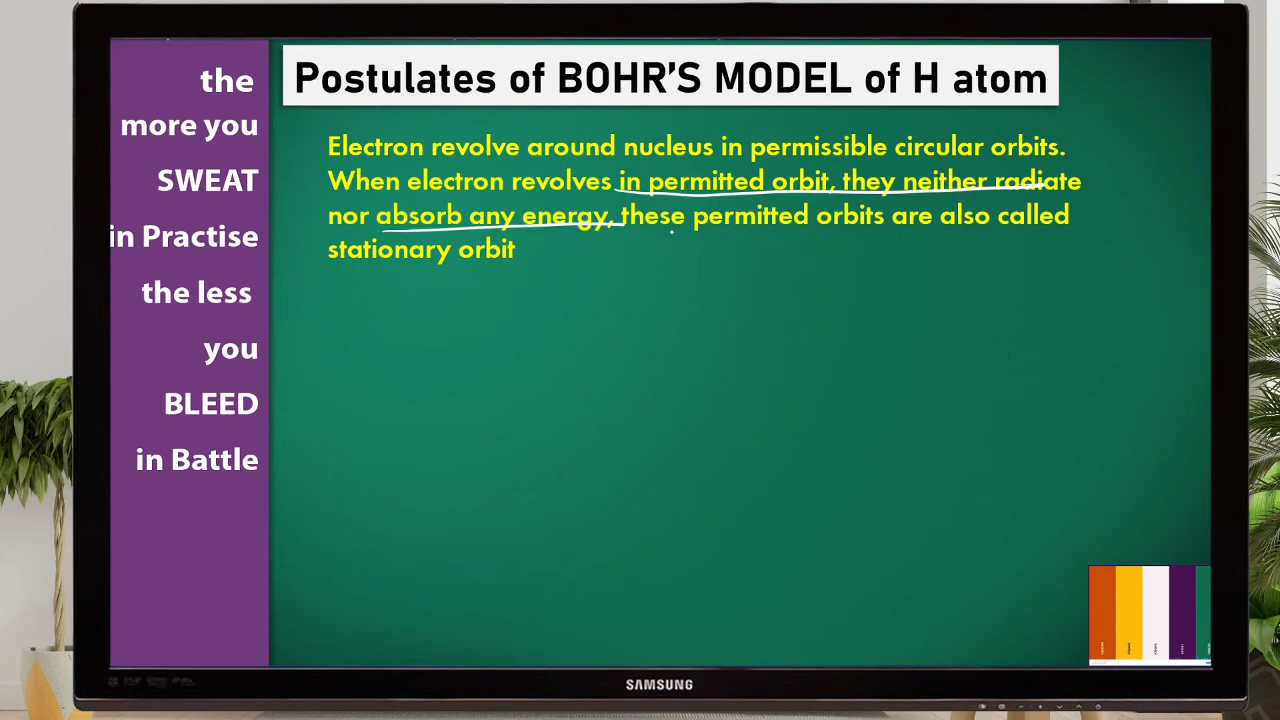 the
more you
SWEAT
in Practise
the less
you
BLEED
in Battle
Postulates of BOHR'S MODEL of H atom
Electron revolve around nucleus in permissible circular orbits.
When electron revolves in permitted orbit, they neither radiate
nor absorb any energy, these permitted orbits are also called
stationary orbit
SAMSUNG